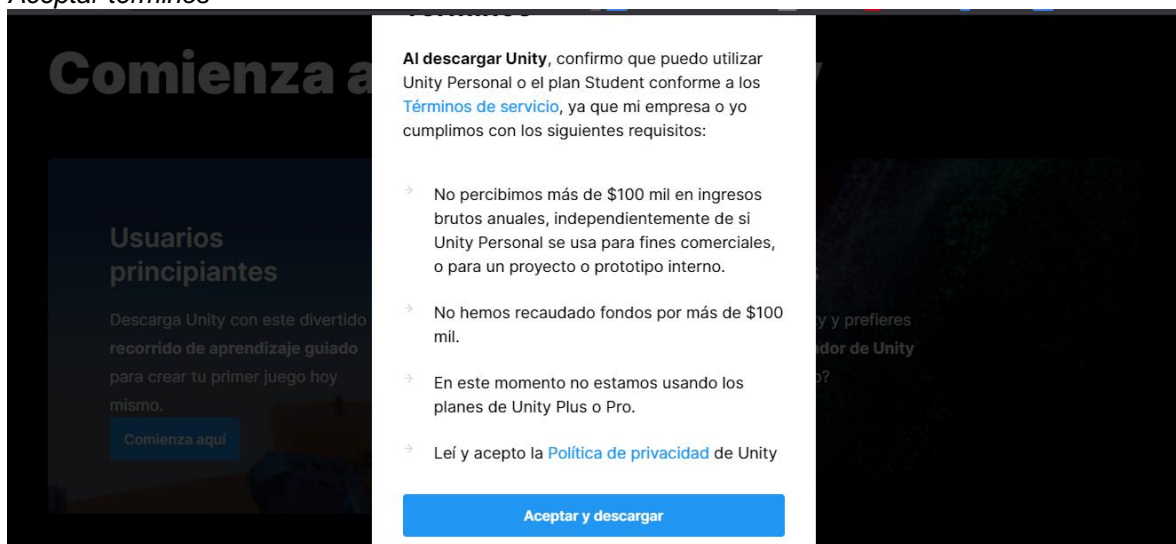 Aceptar términos
Comienza a
Al descargar Unity, confirmo que puedo utilizar
Unity Personal o el plan Student conforme a los
Términos de servicio, ya que mi empresa o yo
cumplimos con los siguientes requisitos:
No percibimos más de $100 mil en ingresos
brutos anuales, independientemente de si
Unity Personal se usa para fines comerciales,
o para un proyecto o prototipo interno.
No hemos recaudado fondos por más de $100
mil.
En este momento no estamos usando los
planes de Unity Plus o Pro.
Leí y acepto la Política de privacidad de Unity
Aceptar y descargar
Usuarios
principiantes
Descarga Unity con este divertido
recorrido de aprendizaje guiado
para crear tu primer juego hoy
mismo.
Comienza aquí
y prefieres
de Unity